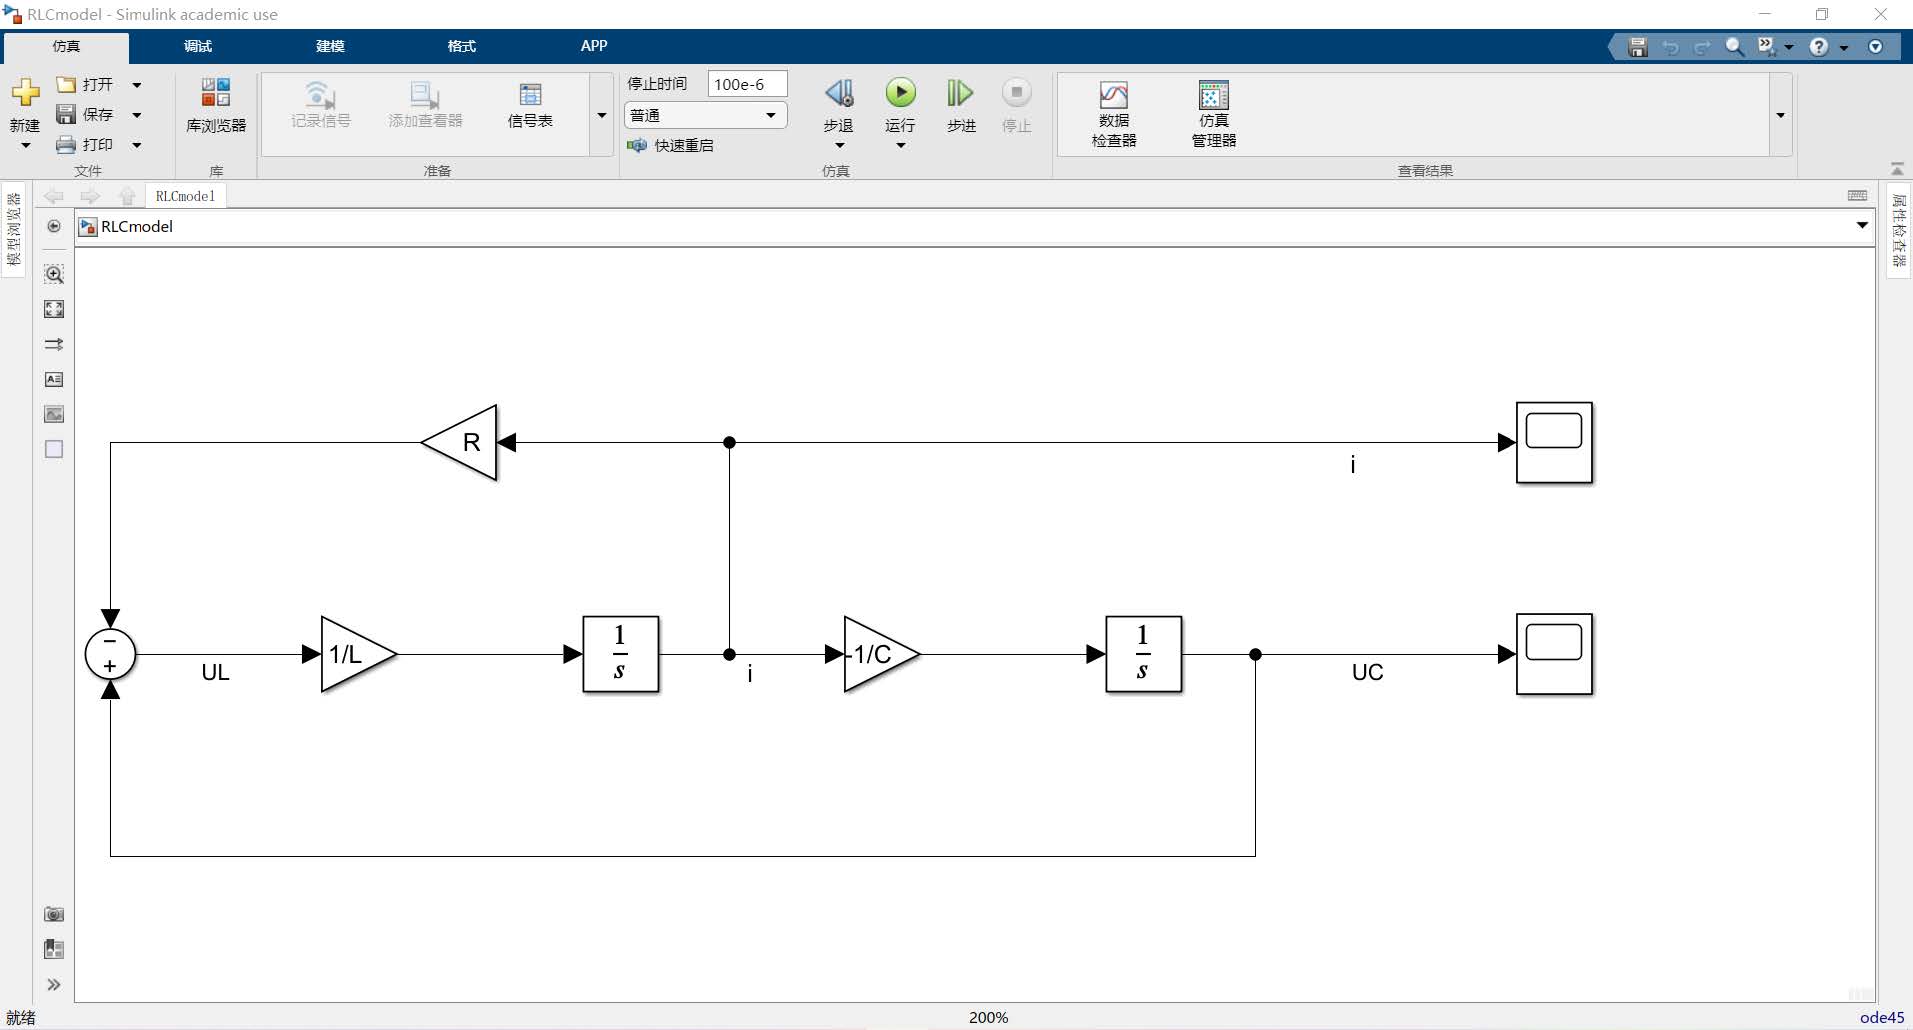 RLCmodel - Simulink academic use
仿真 调试 建模 格式 APP
新建
打开
保存
打印
文件
库浏览器
库
记录信号
添加查看器
信号表
准备
停止时间 100e-6
普通
快速重启
步退
运行
步进
停止
仿真
数据
检查器
仿真
管理器
查看结果
模型浏览器
RLCmodel
RLCmodel
属性检查器
R
i
−
+
UL
1/L
1
s
i
-1/C
1
s
UC
就绪
200%
ode45